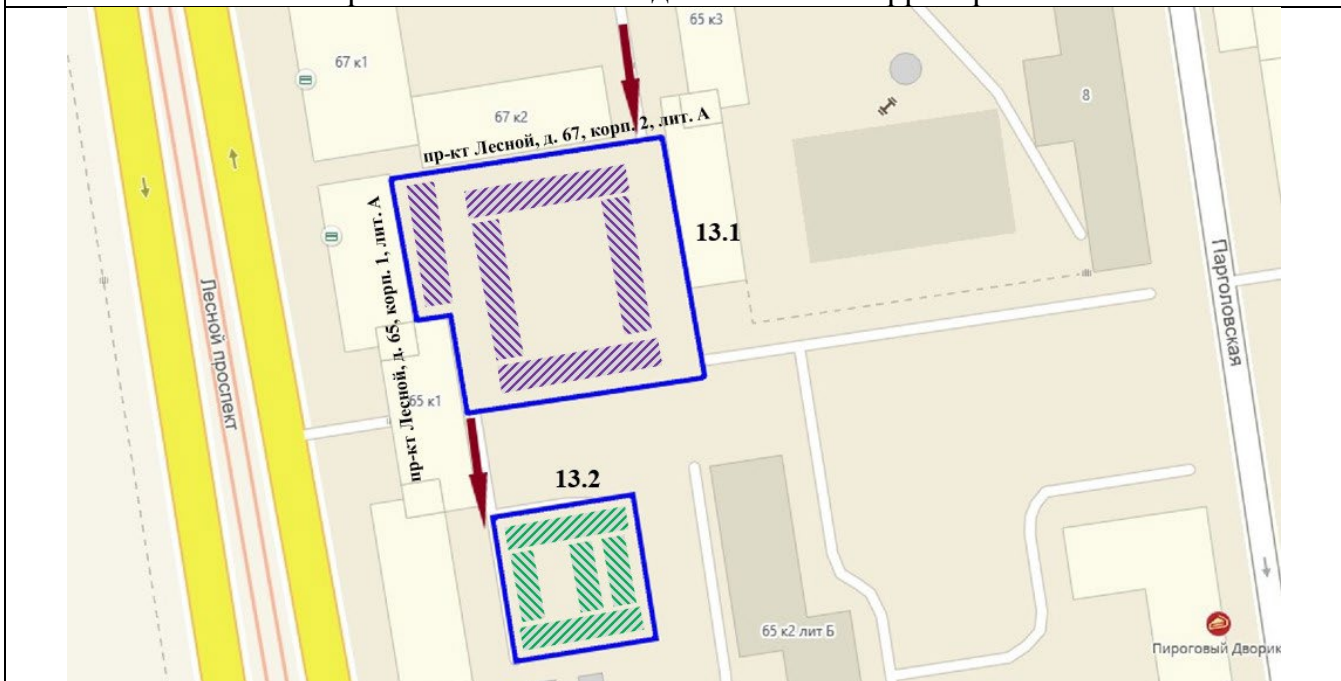 65 к3
67 к1
67 к2
8
пр-кт Лесной, д. 67, корп. 2, лит. А
пр-кт Лесной, д. 65, корп. 1, лит. А
13.1
Лесной проспект
Парголовская
65 к1
13.2
65 к2 лит Б
Пироговый Дворик